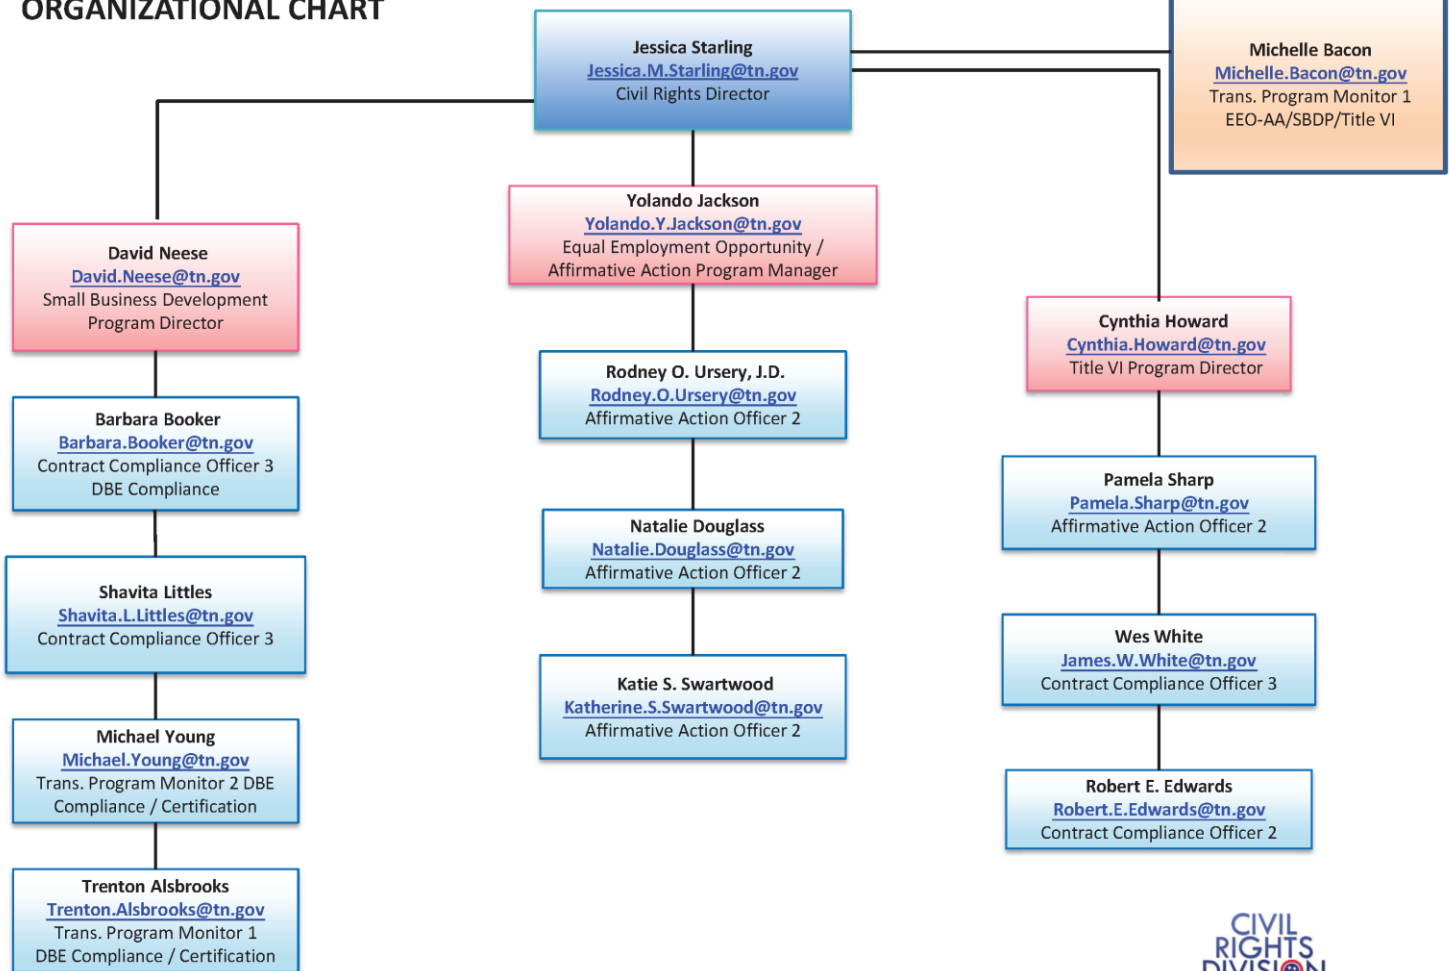 ORGANIZATIONAL CHART
Jessica Starling
Jessica.M.Starling@tn.gov
Civil Rights Director
Michelle Bacon
Michelle.Bacon@tn.gov
Trans. Program Monitor 1
EEO-AA/SBDP/Title VI
David Neese
David.Neese@tn.gov
Small Business Development
Program Director
Barbara Booker
Barbara.Booker@tn.gov
Contract Compliance Officer 3
DBE Compliance
Shavita Littles
Shavita.L.Littles@tn.gov
Contract Compliance Officer 3
Michael Young
Michael.Young@tn.gov
Trans. Program Monitor 2 DBE
Compliance / Certification
Trenton Alsbrooks
Trenton.Alsbrooks@tn.gov
Trans. Program Monitor 1
DBE Compliance / Certification
Yolando Jackson
Yolando.Y.Jackson@tn.gov
Equal Employment Opportunity /
Affirmative Action Program Manager
Rodney O. Ursery, J.D.
Rodney.O.Ursery@tn.gov
Affirmative Action Officer 2
Natalie Douglass
Natalie.Douglass@tn.gov
Affirmative Action Officer 2
Katie S. Swartwood
Katherine.S.Swartwood@tn.gov
Affirmative Action Officer 2
Cynthia Howard
Cynthia.Howard@tn.gov
Title VI Program Director
Pamela Sharp
Pamela.Sharp@tn.gov
Affirmative Action Officer 2
Wes White
James.W.White@tn.gov
Contract Compliance Officer 3
Robert E. Edwards
Robert.E.Edwards@tn.gov
Contract Compliance Officer 2
CIVIL
RIGHTS
DIVISION